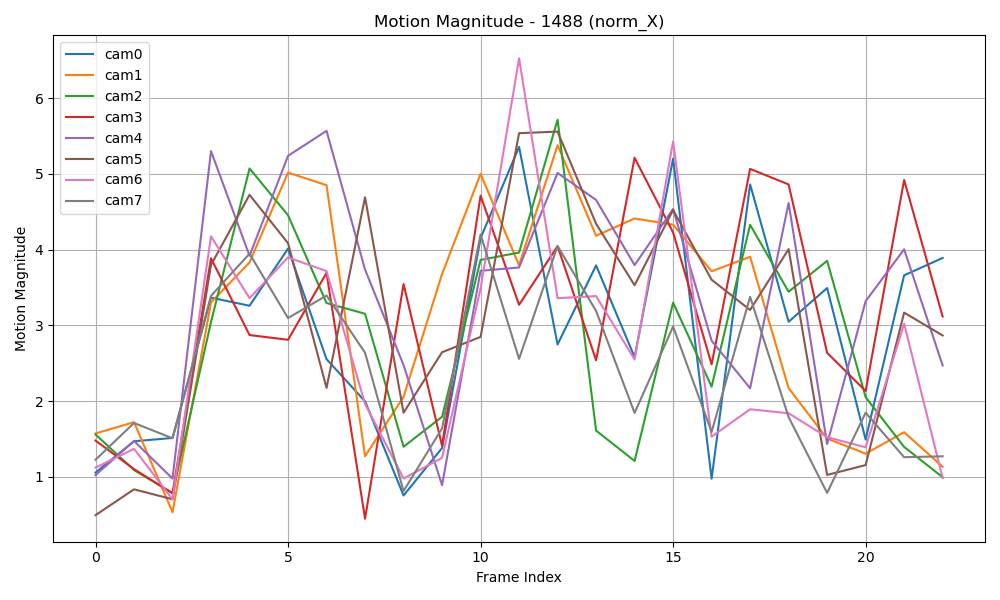 Motion Magnitude - 1488 (norm_X)
cam0
cam1
cam2
cam3
cam4
cam5
cam6
cam7
Motion Magnitude
6
5
4
3
2
1
0 5 10 15 20
Frame Index